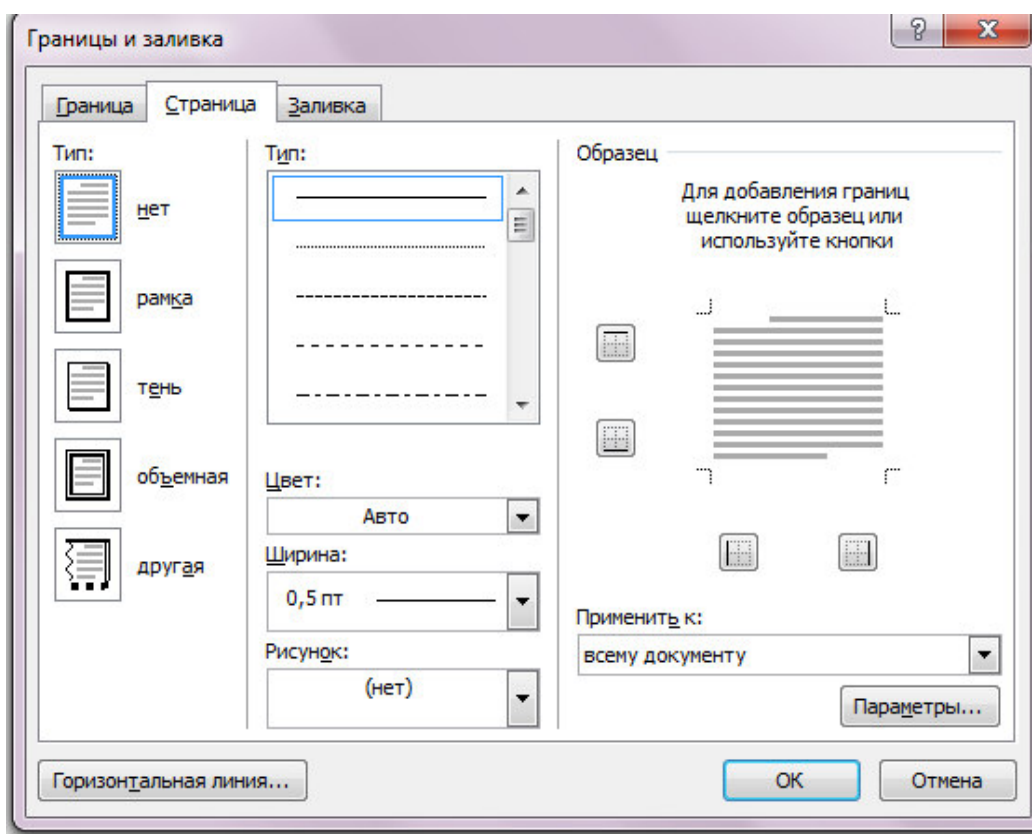 Границы и заливка
Граница
Страница
Заливка
Тип:
нет
рамка
тень
объемная
другая
Тип:
Цвет:
Авто
Ширина:
0,5 пт
Рисунок:
(нет)
Образец
Для добавления границ
щелкните образец или
используйте кнопки
Применить к:
всему документу
Параметры...
Горизонтальная линия...
ОК
Отмена